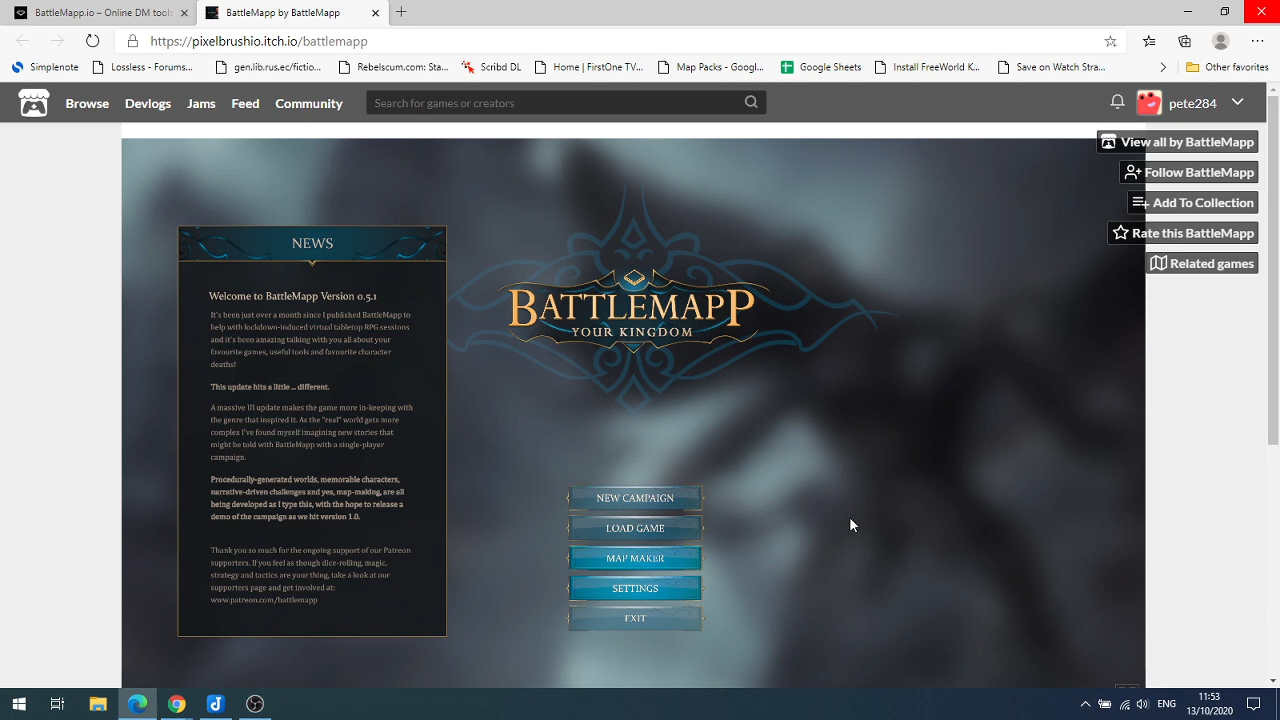 BattleMap.io – Online DM tools
BattleMapp by BattleMapp
https://pixelbrushio.itch.io/battlemapp
Simplenote
Lossless - Forums...
gen.lib.rus.ec/fiction/
Rebelscum.com: Sta...
Scribd DL
Home | FirstOne TV...
Map Packs - Googl...
Google Sheets
Install FreeWorld K...
Save on Watch Stra...
Other favorites
Browse
Devlogs
Jams
Feed
Community
Search for games or creators
pete284
View all by BattleMapp
Follow BattleMapp
Add To Collection
Rate this BattleMapp
Related games
NEWS
Welcome to BattleMapp Version 0.5.1
It's been just over a month since I published BattleMapp to
help with lockdown-induced virtual tabletop RPG sessions
and it's been amazing talking with you all about your
favourite games, useful tools and favourite character
deaths!
This update hits a little ... different.
A massive UI update makes the game more in-keeping with
the genre that inspired it. As the "real" world gets more
complex I've found myself imagining new stories that
might be told with BattleMapp with a single-player
campaign.
Procedurally-generated worlds, memorable characters,
narrative-driven challenges and yes, map-making, are all
being developed as I type this, with the hope to release a
demo of the campaign as we hit version 1.0.
Thank you so much for the ongoing support of our Patreon
supporters. If you feel as though dice-rolling, magic,
strategy and tactics are your thing, take a look at our
supporters page and get involved at:
www.patreon.com/battlemapp
BATTLEMAPP
YOUR KINGDOM
NEW CAMPAIGN
LOAD GAME
MAP MAKER
SETTINGS
EXIT
ENG
11:53
13/10/2020